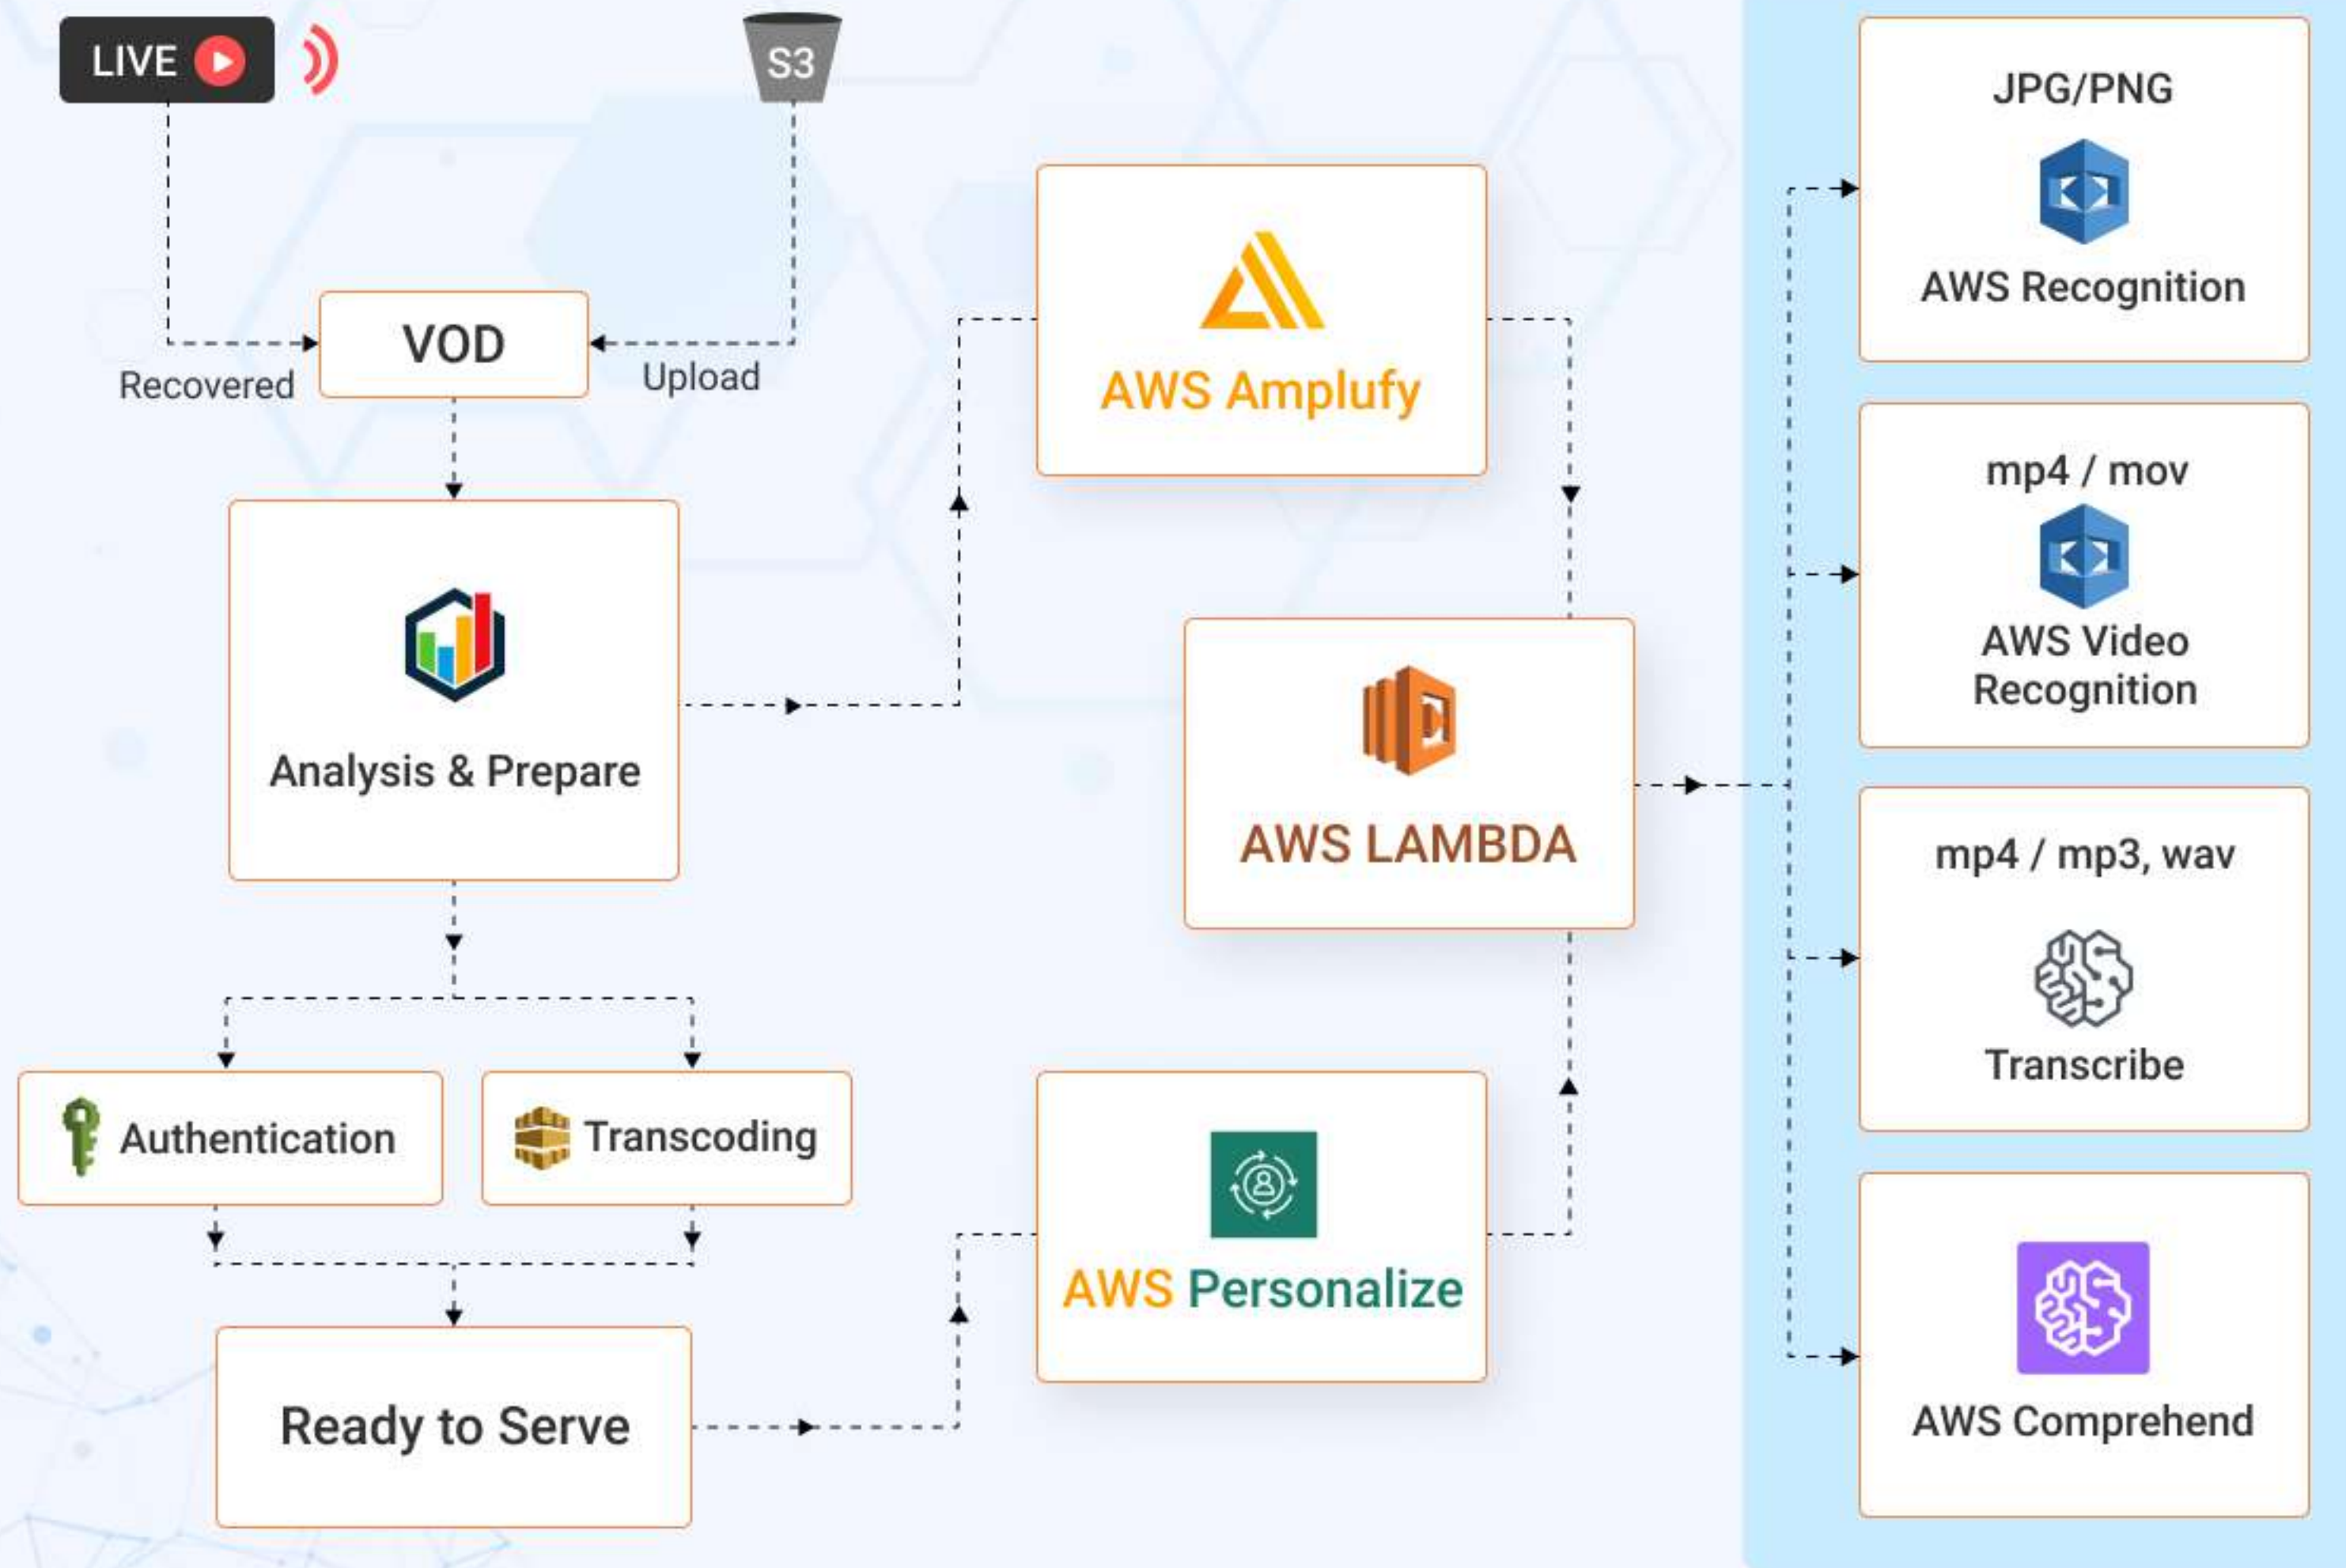 LIVE
S3
VOD
Recovered
Upload
Analysis & Prepare
Authentication
Transcoding
Ready to Serve
AWS Amplufy
AWS LAMBDA
AWS Personalize
JPG/PNG
AWS Recognition
mp4 / mov
AWS Video
Recognition
mp4 / mp3, wav
Transcribe
AWS Comprehend